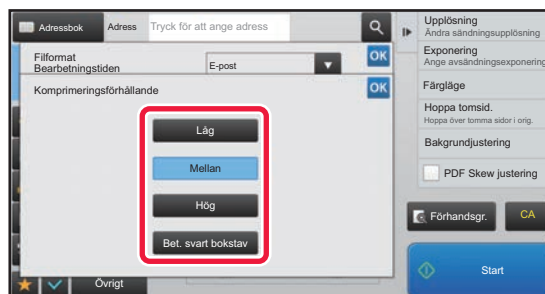 Adressbok
Adress
Tryck för att ange adress
Filformat
Bearbetningstiden
E-post
OK
Komprimeringsförhållande
OK
Låg
Mellan
Hög
Bet. svart bokstav
Övrigt
Upplösning
Ändra sändningsupplösning
Exponering
Ange avsändningsexponering
Färgläge
Hoppa tomsid.
Hoppa över tomma sidor i orig.
Bakgrundjustering
PDF Skew justering
Förhandsgr.
CA
Start